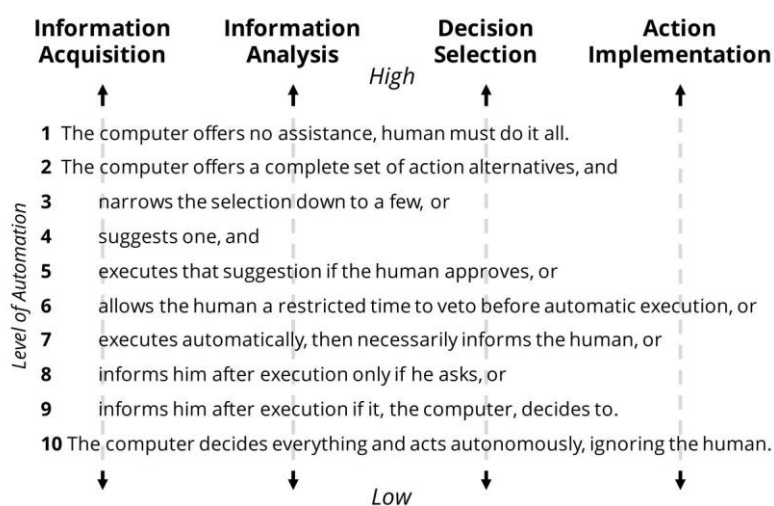 Information Information Decision Action
Acquisition Analysis Selection Implementation
High
1 The computer offers no assistance, human must do it all.
2 The computer offers a complete set of action alternatives, and
3 narrows the selection down to a few, or
4 suggests one, and
5 executes that suggestion if the human approves, or
6 allows the human a restricted time to veto before automatic execution, or
7 executes automatically, then necessarily informs the human, or
8 informs him after execution only if he asks, or
9 informs him after execution if it, the computer, decides to.
10 The computer decides everything and acts autonomously, ignoring the human.
Level of Automation
Low